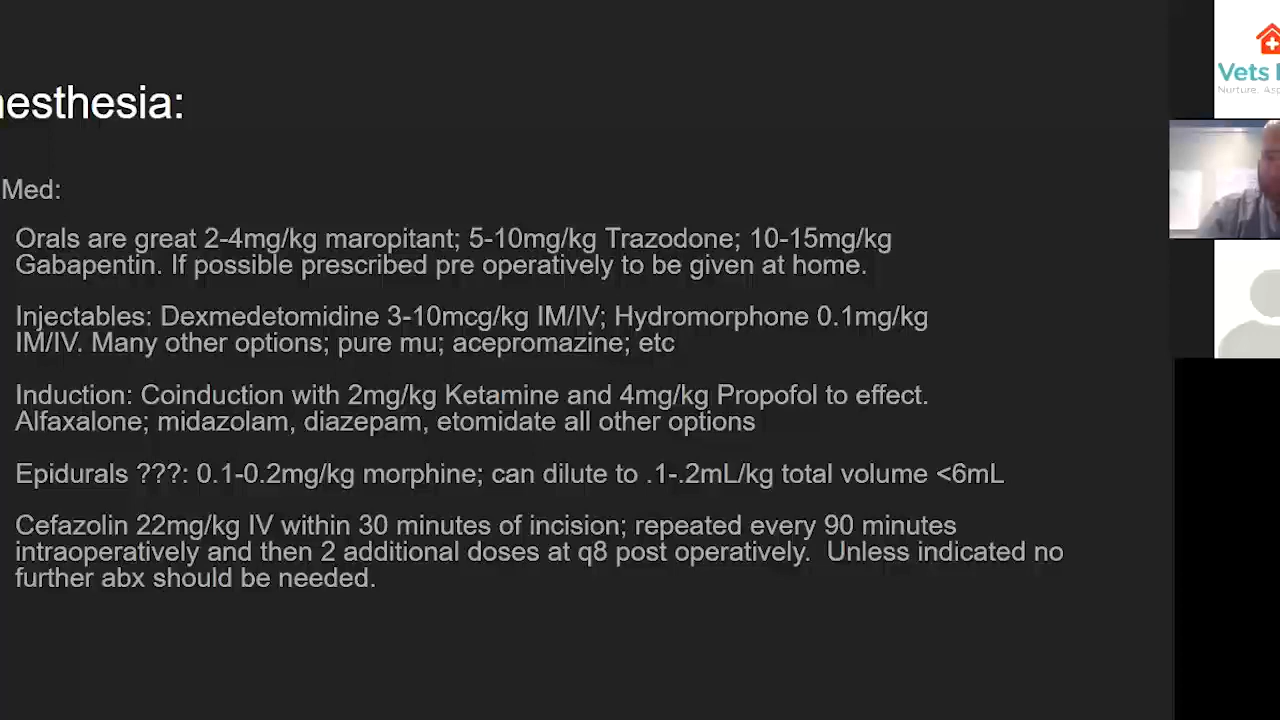 nesthesia:
Med:
Orals are great 2-4mg/kg maropitant; 5-10mg/kg Trazodone; 10-15mg/kg
Gabapentin. If possible prescribed pre operatively to be given at home.
Injectables: Dexmedetomidine 3-10mcg/kg IM/IV; Hydromorphone 0.1mg/kg
IM/IV. Many other options; pure mu; acepromazine; etc
Induction: Coinduction with 2mg/kg Ketamine and 4mg/kg Propofol to effect.
Alfaxalone; midazolam, diazepam, etomidate all other options
Epidurals ???: 0.1-0.2mg/kg morphine; can dilute to .1-.2mL/kg total volume <6mL
Cefazolin 22mg/kg IV within 30 minutes of incision; repeated every 90 minutes
intraoperatively and then 2 additional doses at q8 post operatively.  Unless indicated no
further abx should be needed.
Vets
Nurture. Asp